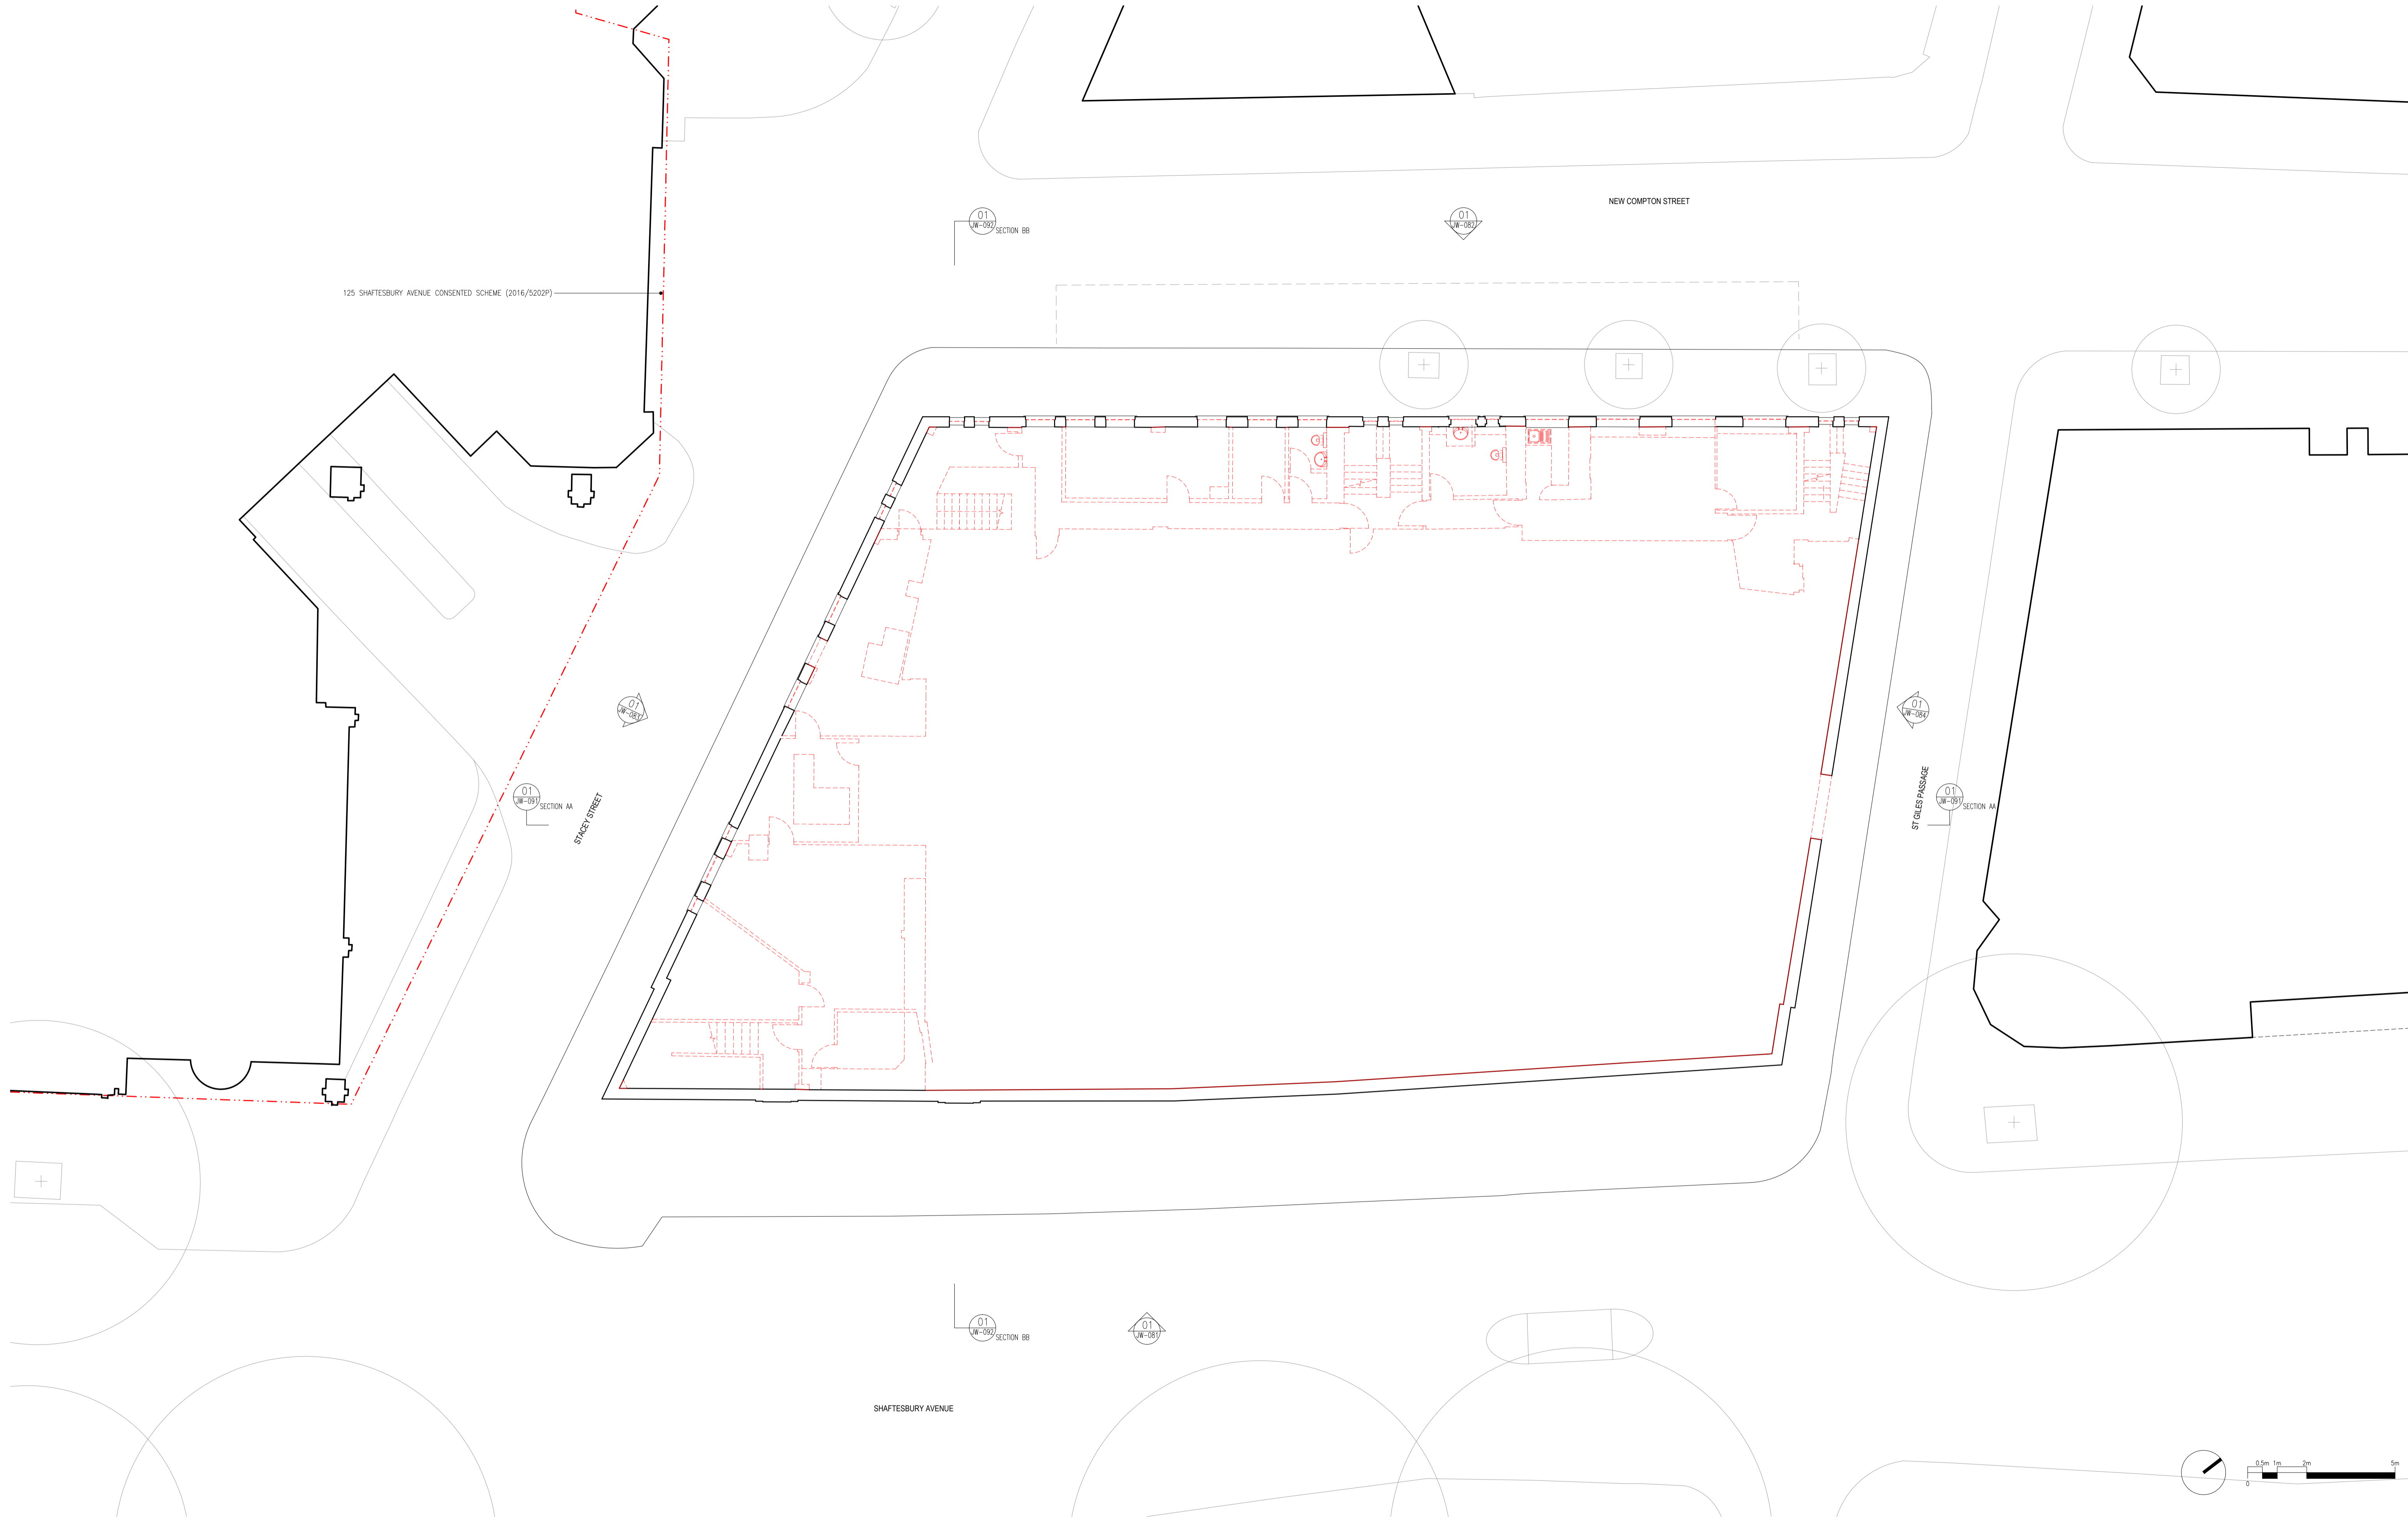 NEW COMPTON STREET
01
JW-092
SECTION BB
01
JW-082
125 SHAFTESBURY AVENUE CONSENTED SCHEME (2016/5202P)
01
JW-083
01
JW-084
01
JW-091
SECTION AA
STACEY STREET
ST GILES PASSAGE
01
JW-091
SECTION AA
01
JW-092
SECTION BB
01
JW-081
SHAFTESBURY AVENUE
0.5m 1m 2m 5m
0